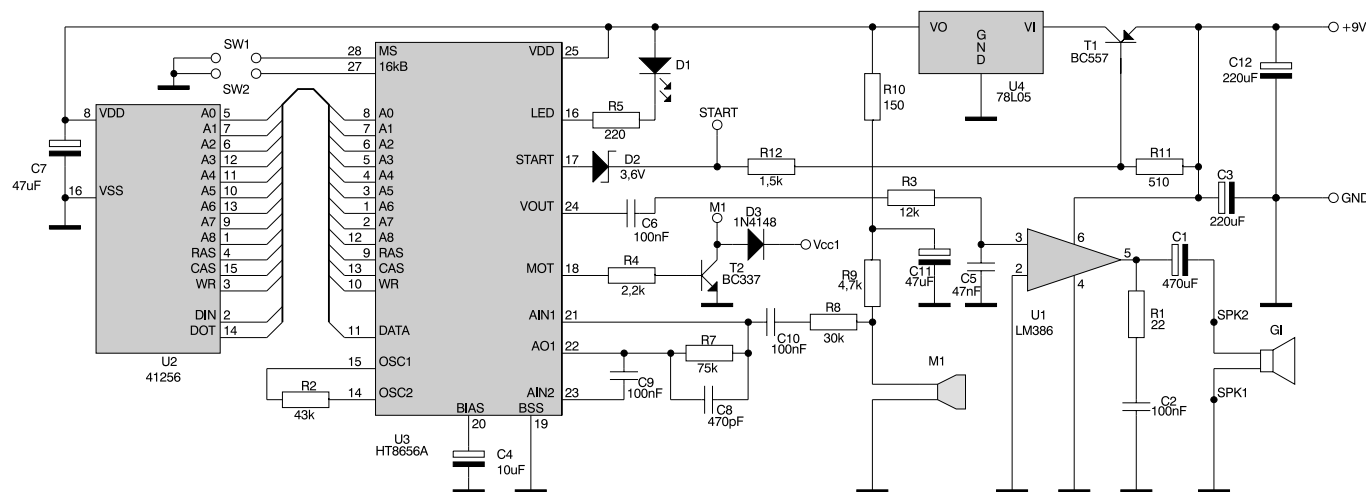 VO
VI
GND
U4
78L05
T1
BC557
+9V
C12
220uF
SW1
SW2
28
MS
27
16kB
VDD
25
D1
R10
150
8
VDD
C7
47uF
16
VSS
A0
5
A1
7
A2
6
A3
12
A4
11
A5
10
A6
13
A7
9
A8
1
RAS
4
CAS
15
WR
3
DIN
2
DOT
14
U2
41256
8
A0
7
A1
6
A2
5
A3
4
A4
3
A5
1
A6
2
A7
12
A8
9
RAS
13
CAS
10
WR
11
DATA
15
OSC1
14
OSC2
R2
43k
LED
16
R5
220
START
START
17
D2
3,6V
R12
1,5k
R11
510
VOUT
24
C6
100nF
R3
12k
C3
220uF
GND
M1
D3
1N4148
Vcc1
MOT
18
R4
2,2k
T2
BC337
R9
4,7k
C11
47uF
C5
47nF
3
2
6
5
4
U1
LM386
C1
470uF
R1
22
SPK2
GI
SPK1
C2
100nF
AIN1
21
C10
100nF
R8
30k
M1
AO1
22
R7
75k
C9
100nF
C8
470pF
AIN2
23
BIAS
BSS
20
19
U3
HT8656A
C4
10uF